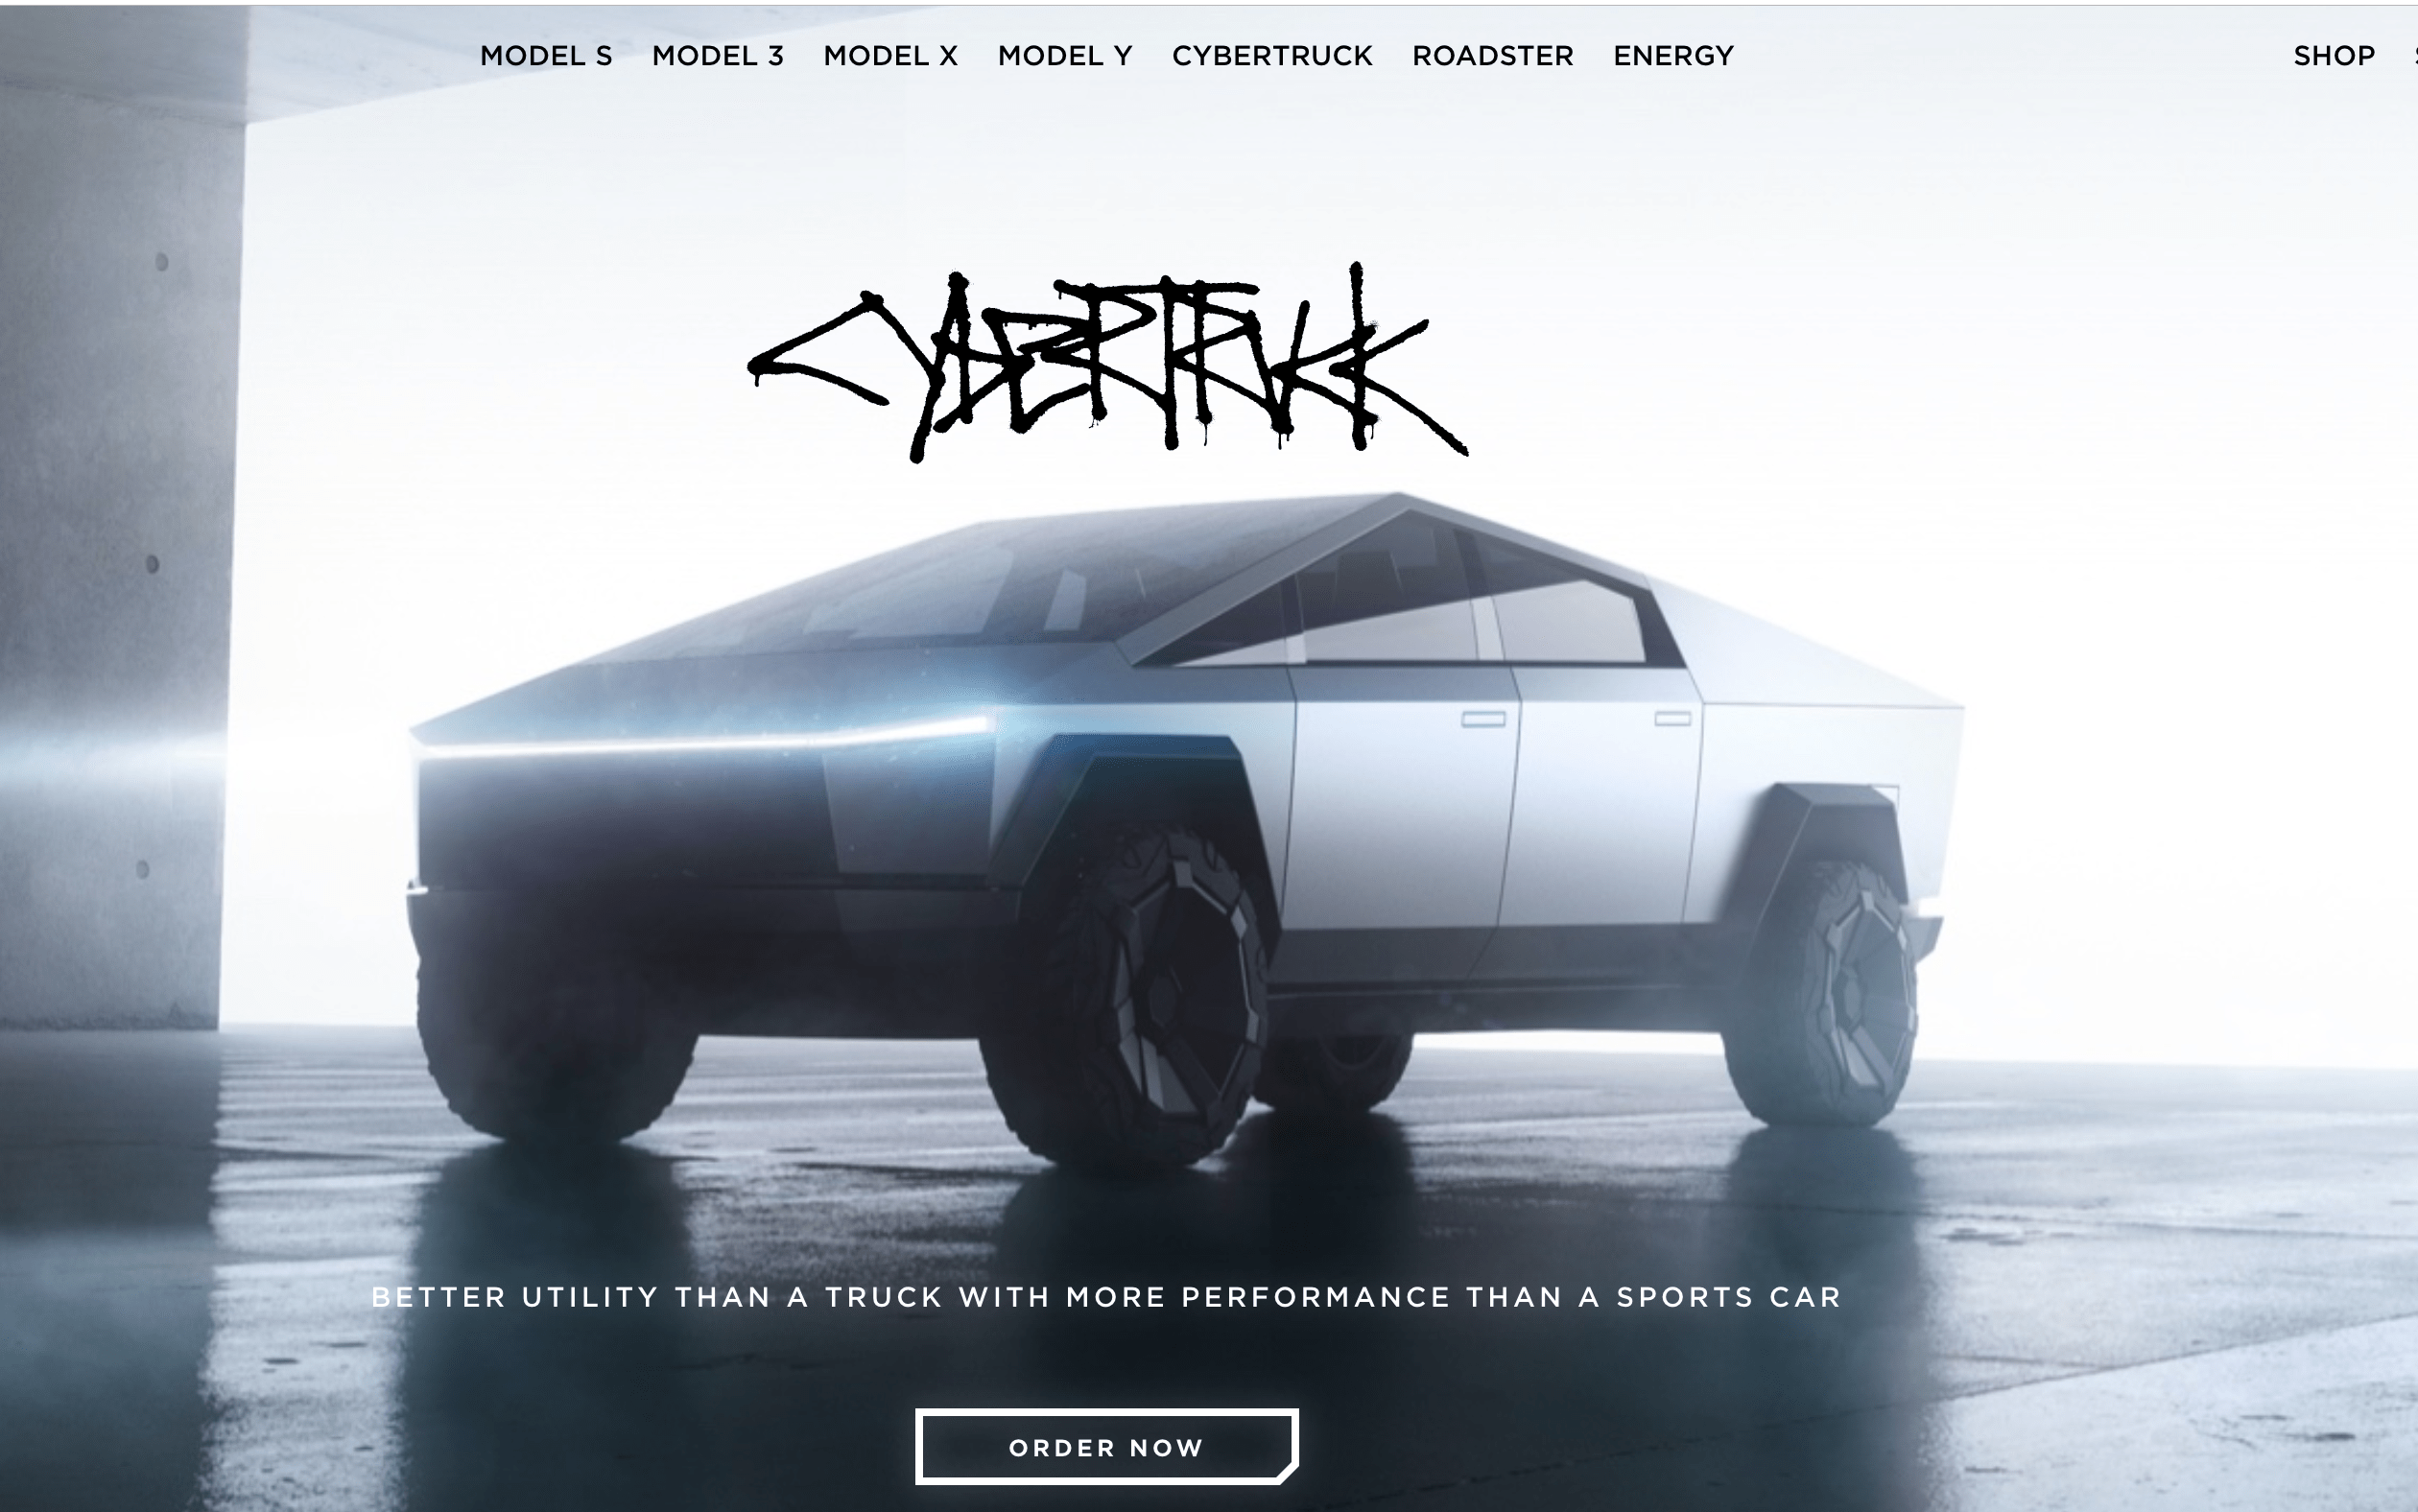 MODEL S MODEL 3 MODEL X MODEL Y CYBERTRUCK ROADSTER ENERGY SHOP
CYBERTRUCK
BETTER UTILITY THAN A TRUCK WITH MORE PERFORMANCE THAN A SPORTS CAR
ORDER NOW